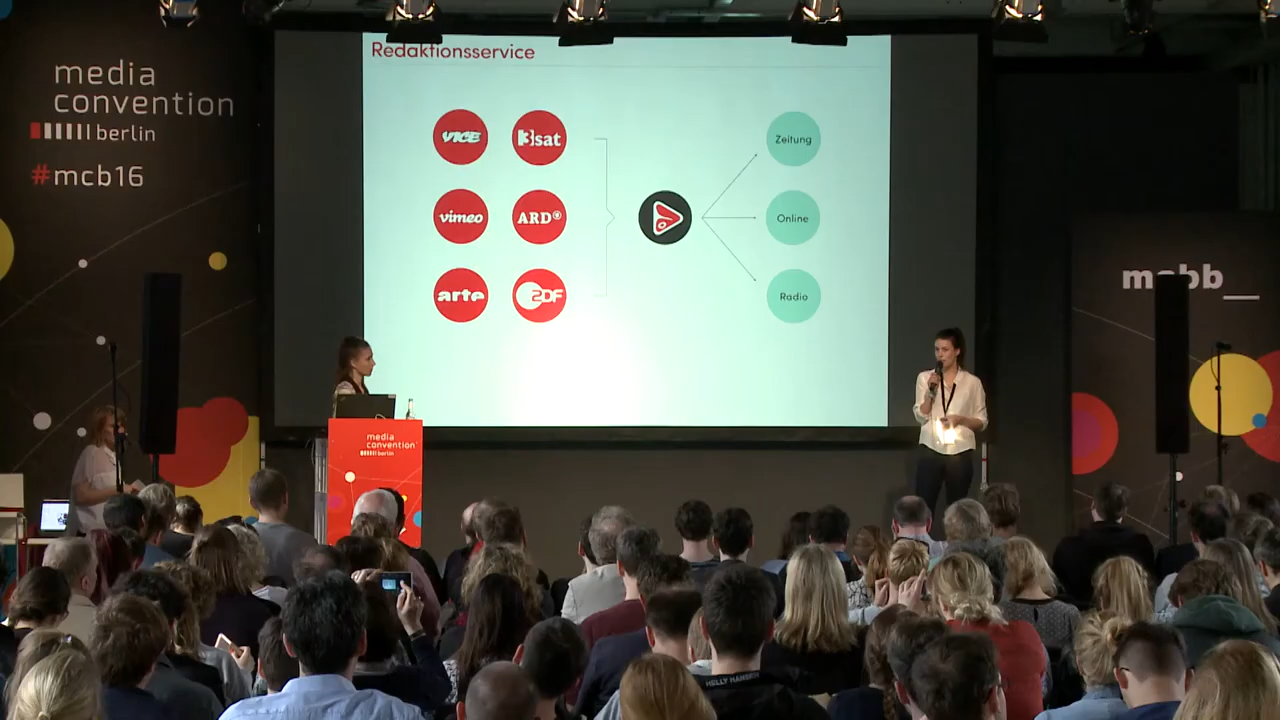 media
convention
berlin
#mcb16
Redaktionsservice
VICE
3sat
vimeo
ARD
arte
ZDF
Zeitung
Online
Radio
mabb_
media
convention
berlin
HELLY HANSEN